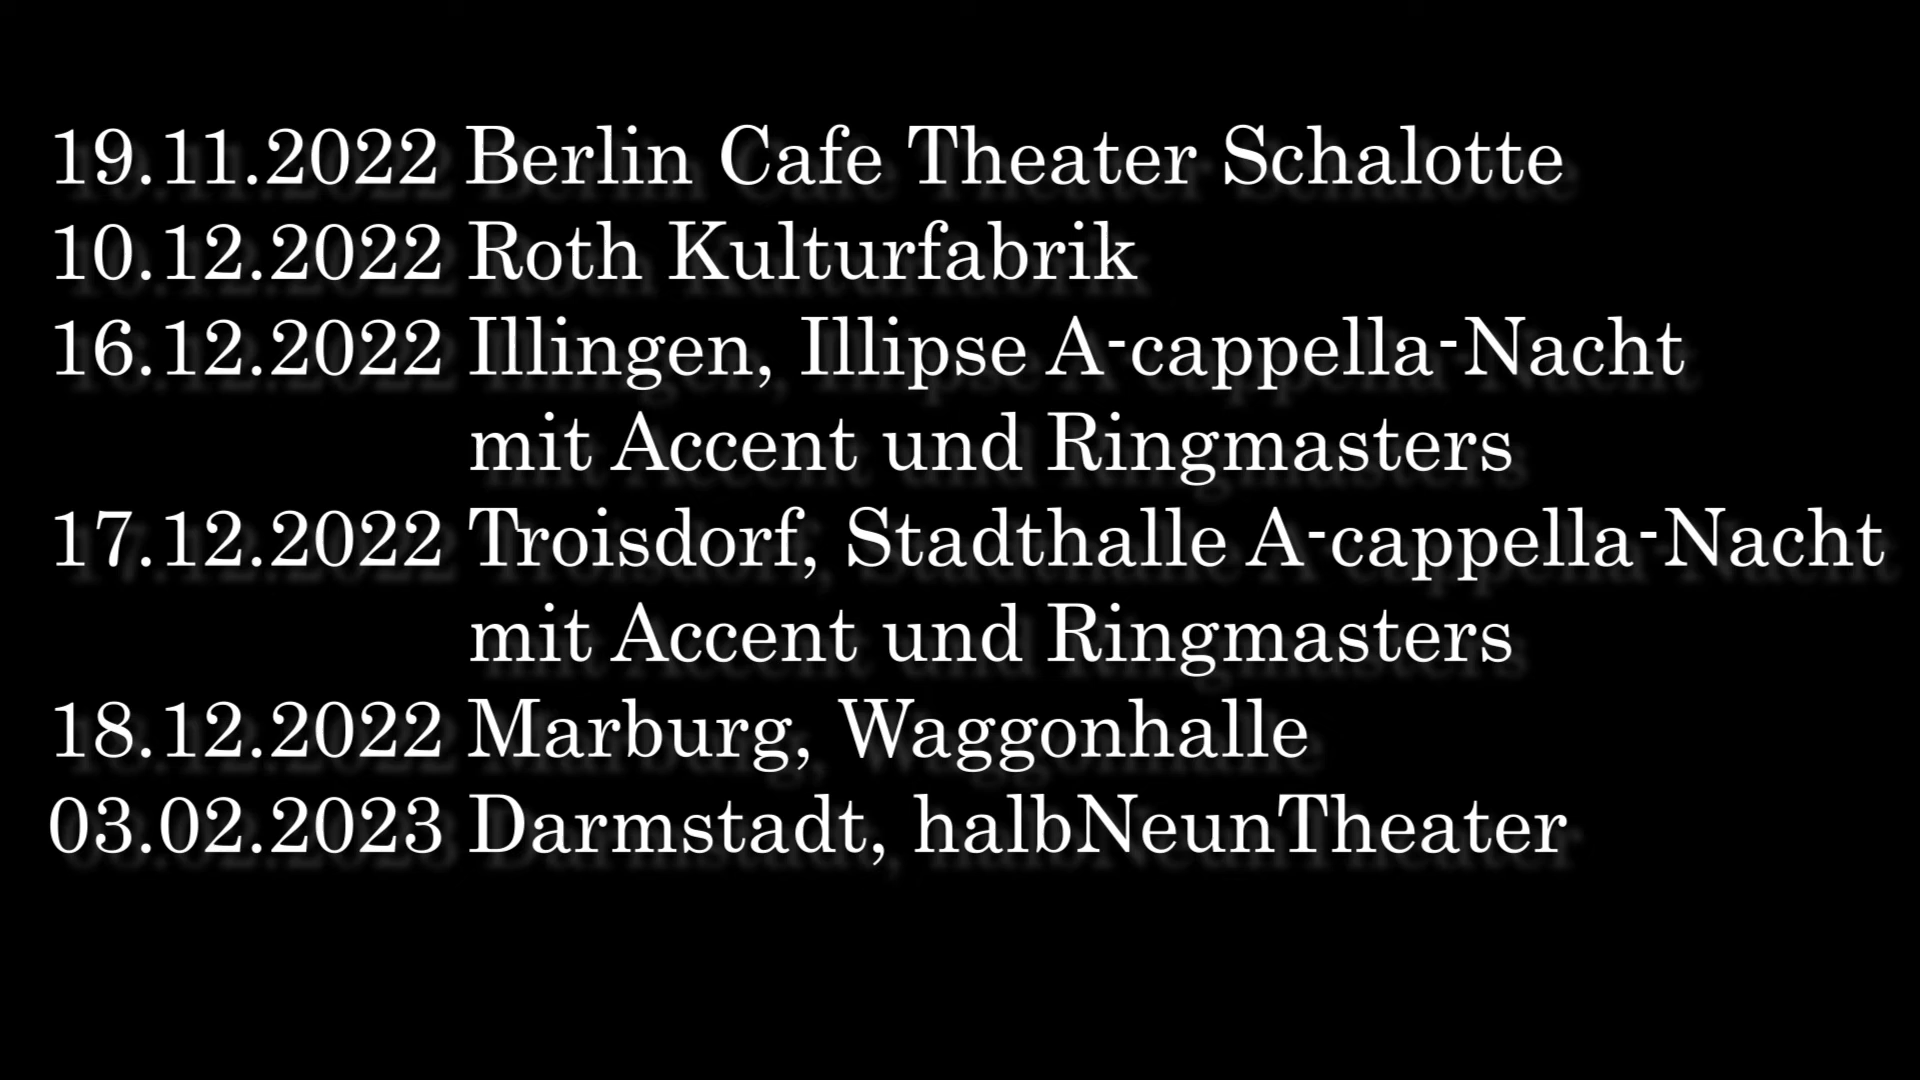 19.11.2022 Berlin Cafe Theater Schalotte
10.12.2022 Roth Kulturfabrik
16.12.2022 Illingen, Illipse A-cappella-Nacht
mit Accent und Ringmasters
17.12.2022 Troisdorf, Stadthalle A-cappella-Nacht
mit Accent und Ringmasters
18.12.2022 Marburg, Waggonhalle
03.02.2023 Darmstadt, halbNeunTheater